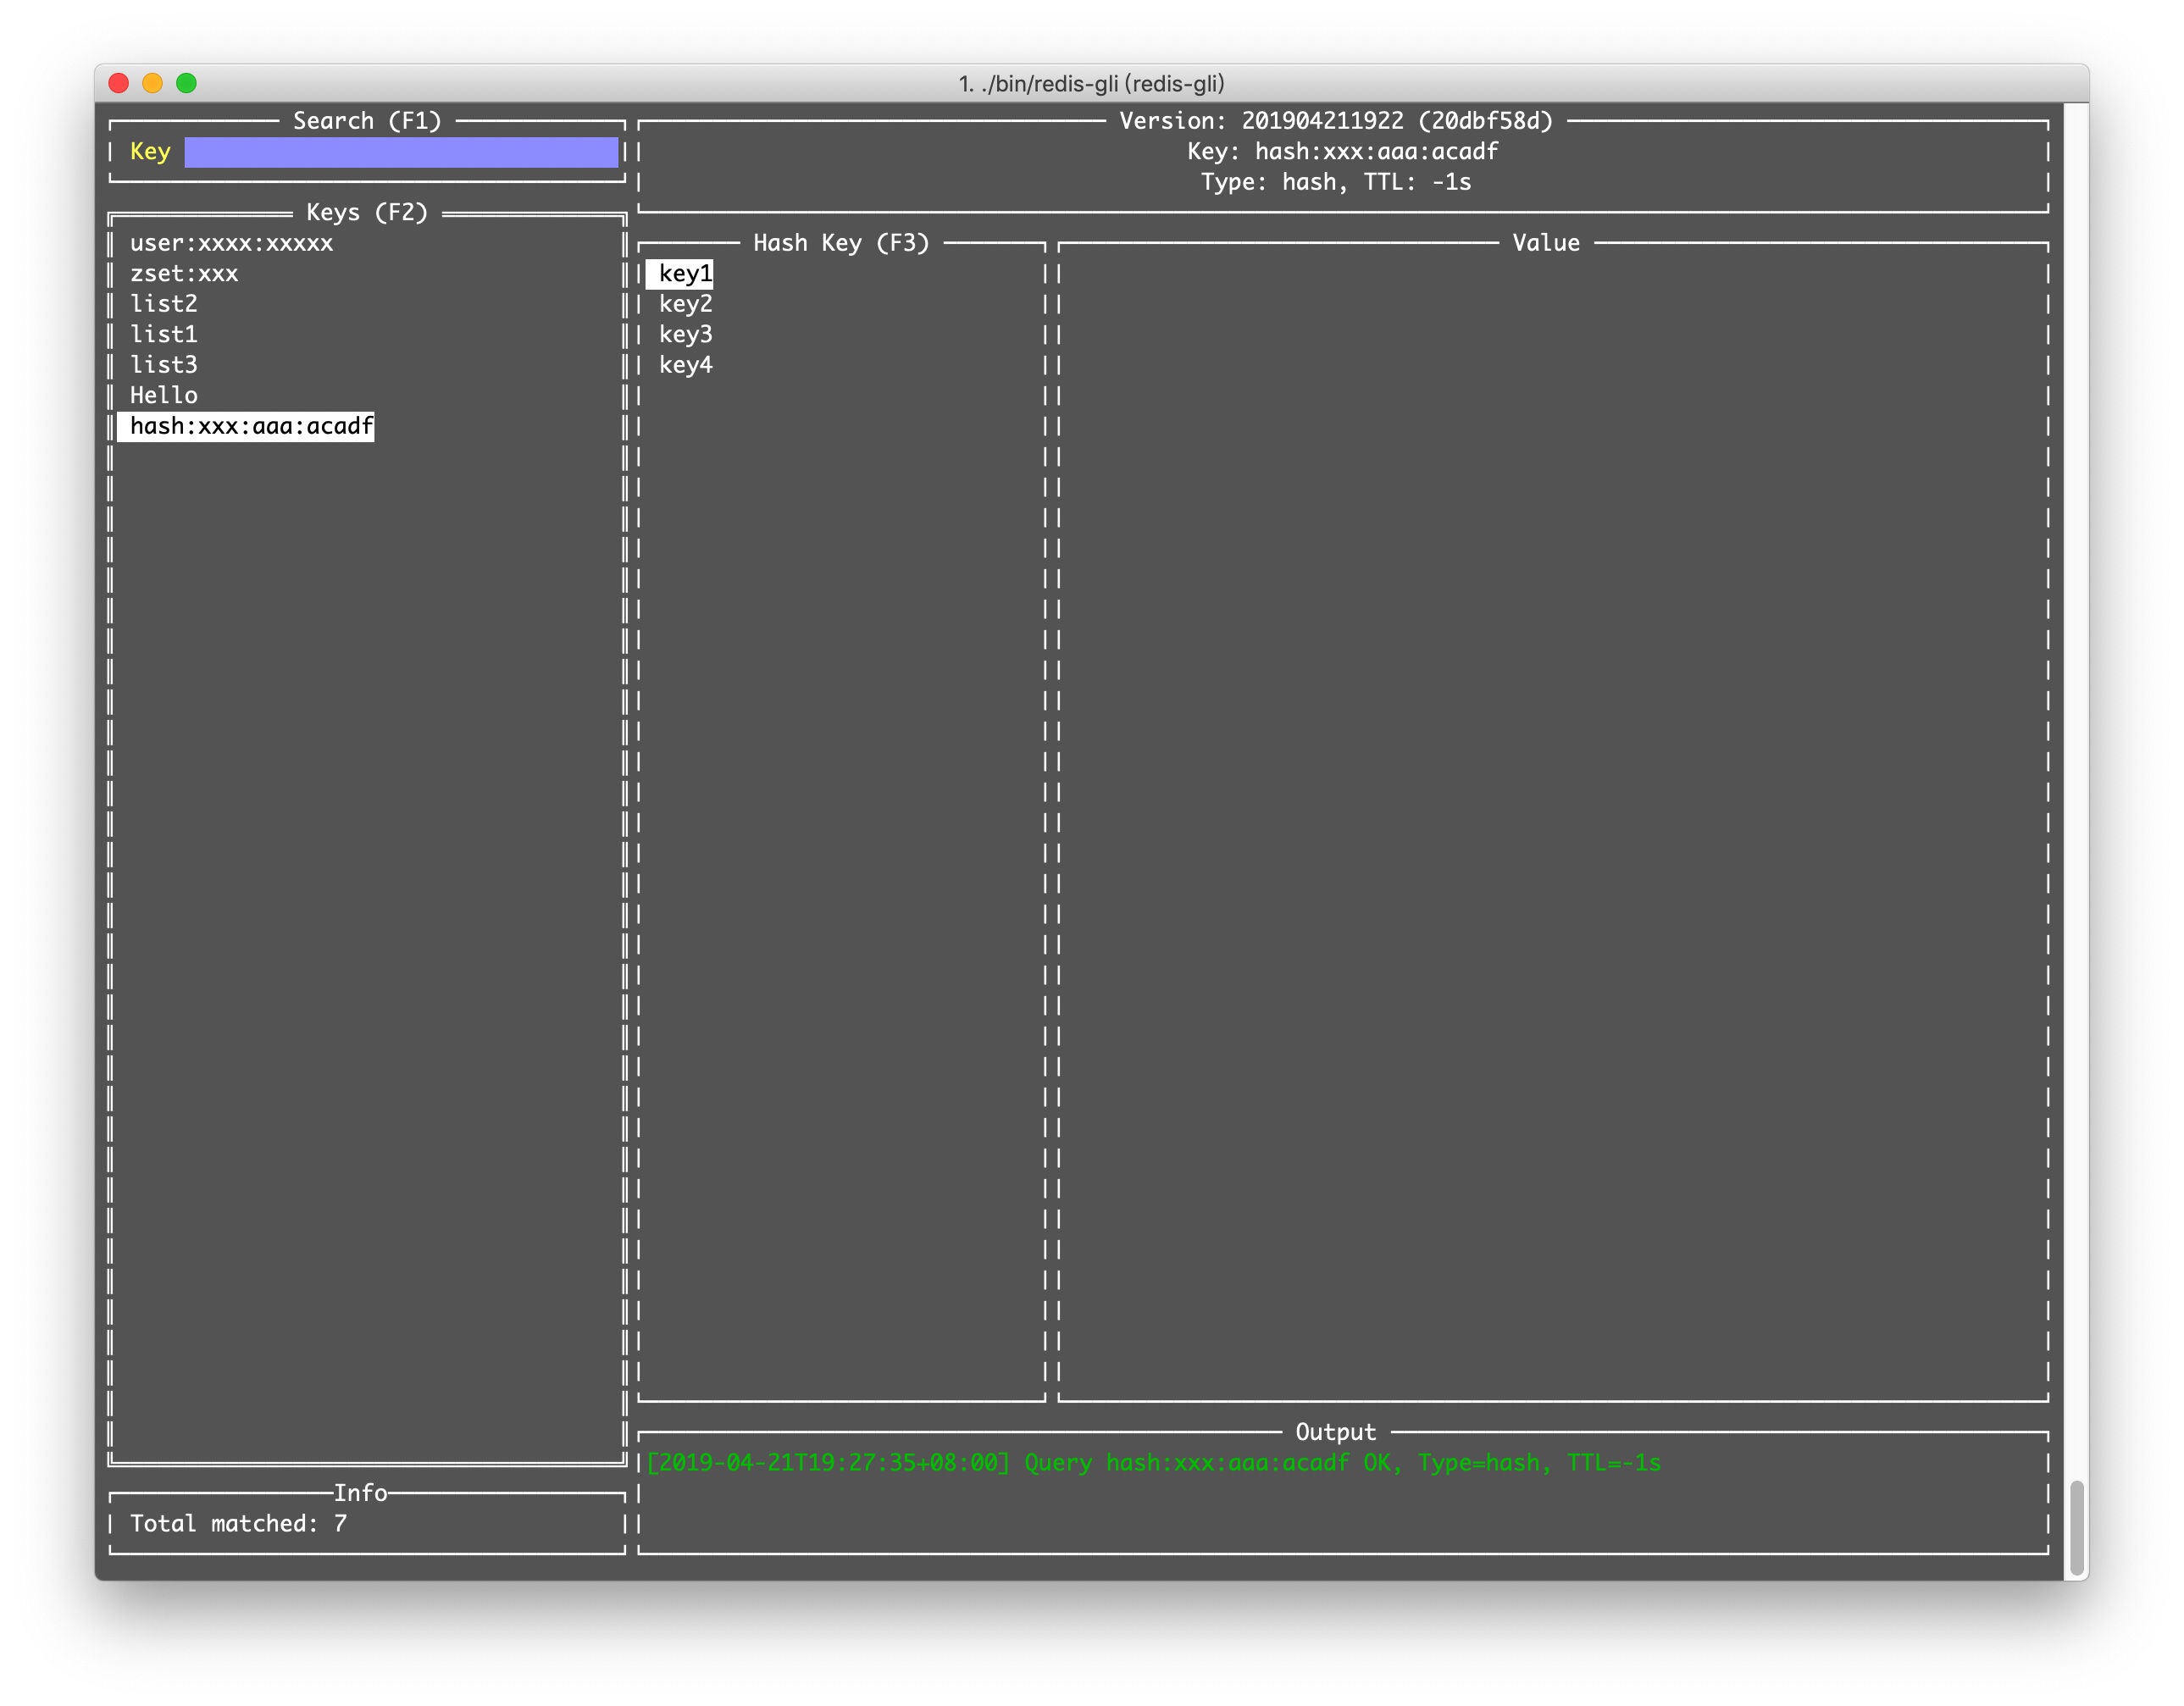 1. ./bin/redis-gli (redis-gli)
Search (F1)
Key
Keys (F2)
user:xxxx:xxxxx
zset:xxx
list2
list1
list3
Hello
hash:xxx:aaa:acadf
Info
Total matched: 7
Version: 201904211922 (20dbf58d)
Key: hash:xxx:aaa:acadf
Type: hash, TTL: -1s
Hash Key (F3)
key1
key2
key3
key4
Value
Output
[2019-04-21T19:27:35+08:00] Query hash:xxx:aaa:acadf OK, Type=hash, TTL=-1s